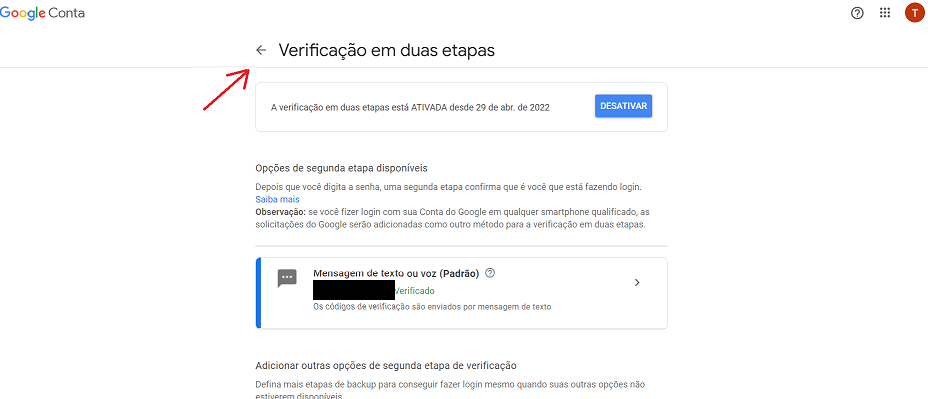 Google Conta
T
Verificação em duas etapas
A verificação em duas etapas está ATIVADA desde 29 de abr. de 2022
DESATIVAR
Opções de segunda etapa disponíveis
Depois que você digita a senha, uma segunda etapa confirma que é você que está fazendo login.
Saiba mais
Observação: se você fizer login com sua Conta do Google em qualquer smartphone qualificado, as
solicitações do Google serão adicionadas como outro método para a verificação em duas etapas.
Mensagem de texto ou voz (Padrão)
Verificado
Os códigos de verificação são enviados por mensagem de texto
Adicionar outras opções de segunda etapa de verificação
Defina mais etapas de backup para conseguir fazer login mesmo quando suas outras opções não
estiverem disponíveis